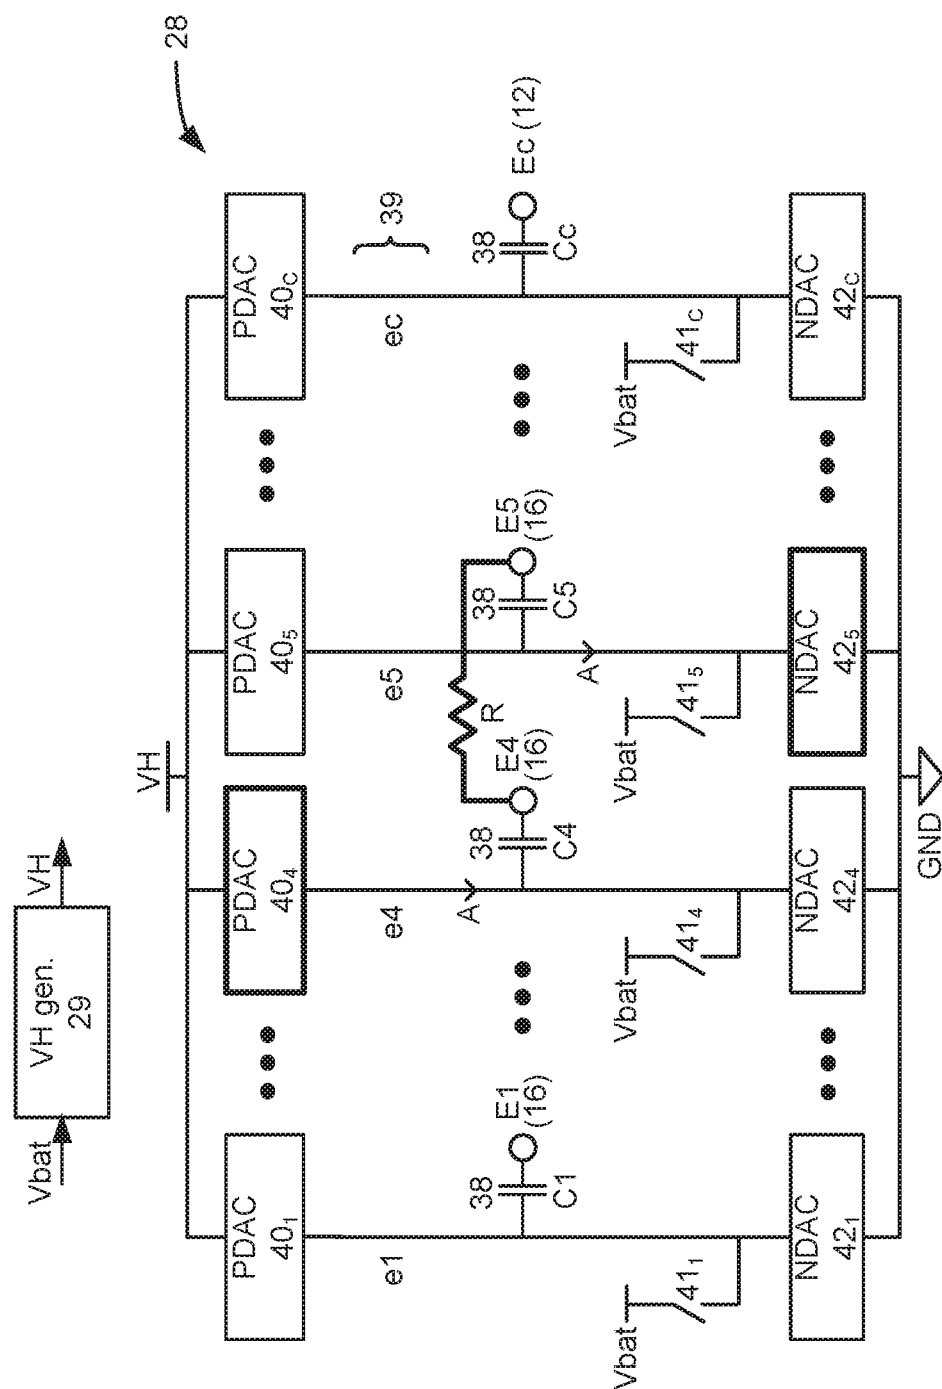 28
Vbat
VH gen.
29
VH
VH
PDAC
40₁
PDAC
40₄
PDAC
40₅
PDAC
40c
e1
e4
e5
ec
39
A
R
38
C1
E1
(16)
38
C4
E4
(16)
38
C5
E5
(16)
38
Cc
Ec (12)
A
Vbat
41₁
Vbat
41₄
Vbat
41₅
Vbat
41c
NDAC
42₁
NDAC
42₄
NDAC
42₅
NDAC
42c
GND